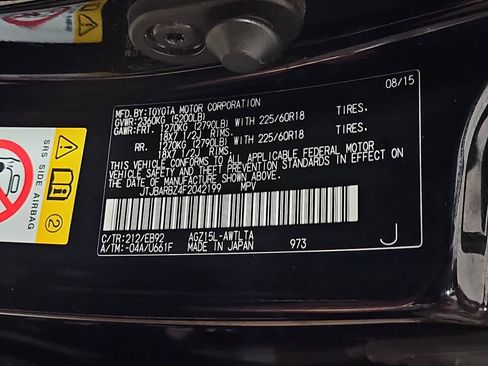 08/15
MFD.BY:TOYOTA MOTOR CORPORATION
GVWR:2360KG (5200LB)
GAWR:FRT. 1270KG (2790LB) WITH 225/60R18 TIRES,
18X7 1/2J RIMS.
RR. 1270KG (2790LB) WITH 225/60R18 TIRES,
18X7 1/2J RIMS.
THIS VEHICLE CONFORMS TO ALL APPLICABLE FEDERAL MOTOR
VEHICLE SAFETY AND THEFT PREVENTION STANDARDS IN EFFECT ON
THE DATE OF MANUFACTURE SHOWN ABOVE.
JTJBARBZ4F2042199 MPV
C/TR:212/EB92 AGZ15L-AWTLTA
A/TM:-04A/U661F MADE IN JAPAN 973 J
SRS SIDE AIRBAG